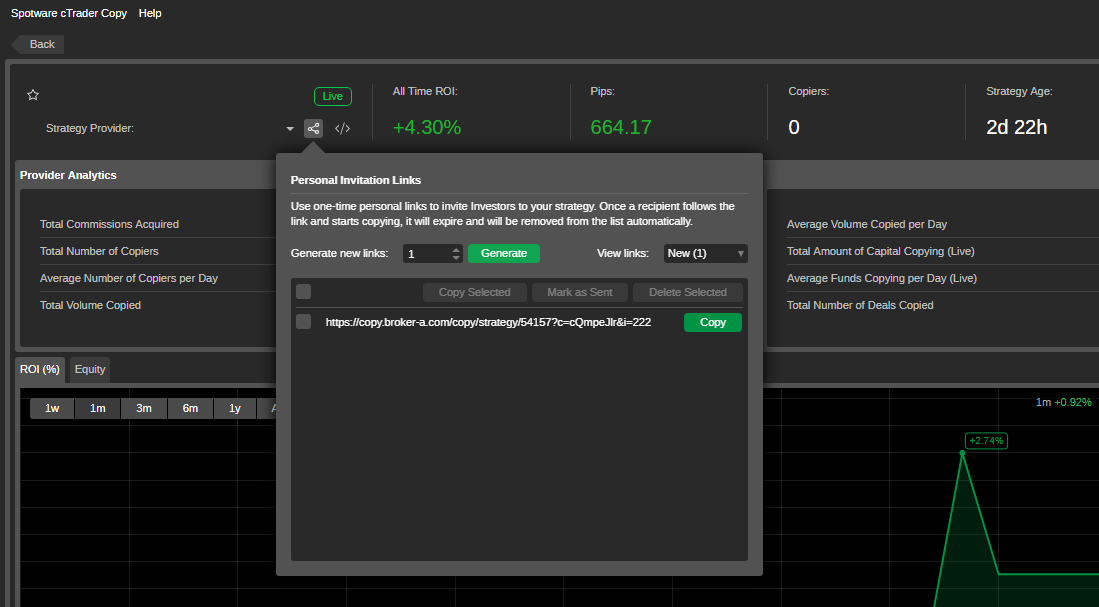 Spotware cTrader Copy Help
Back
Live
Strategy Provider:
</>
All Time ROI:
+4.30%
Pips:
664.17
Copiers:
0
Strategy Age:
2d 22h
Provider Analytics
Total Commissions Acquired
Total Number of Copiers
Average Number of Copiers per Day
Total Volume Copied
Personal Invitation Links
Use one-time personal links to invite Investors to your strategy. Once a recipient follows the
link and starts copying, it will expire and will be removed from the list automatically.
Generate new links: 1 Generate View links: New (1)
Copy Selected Mark as Sent Delete Selected
https://copy.broker-a.com/copy/strategy/54157?c=cQmpeJlr&i=222 Copy
Average Volume Copied per Day
Total Amount of Capital Copying (Live)
Average Funds Copying per Day (Live)
Total Number of Deals Copied
ROI (%) Equity
1w 1m 3m 6m 1y
1m +0.92%
+2.74%